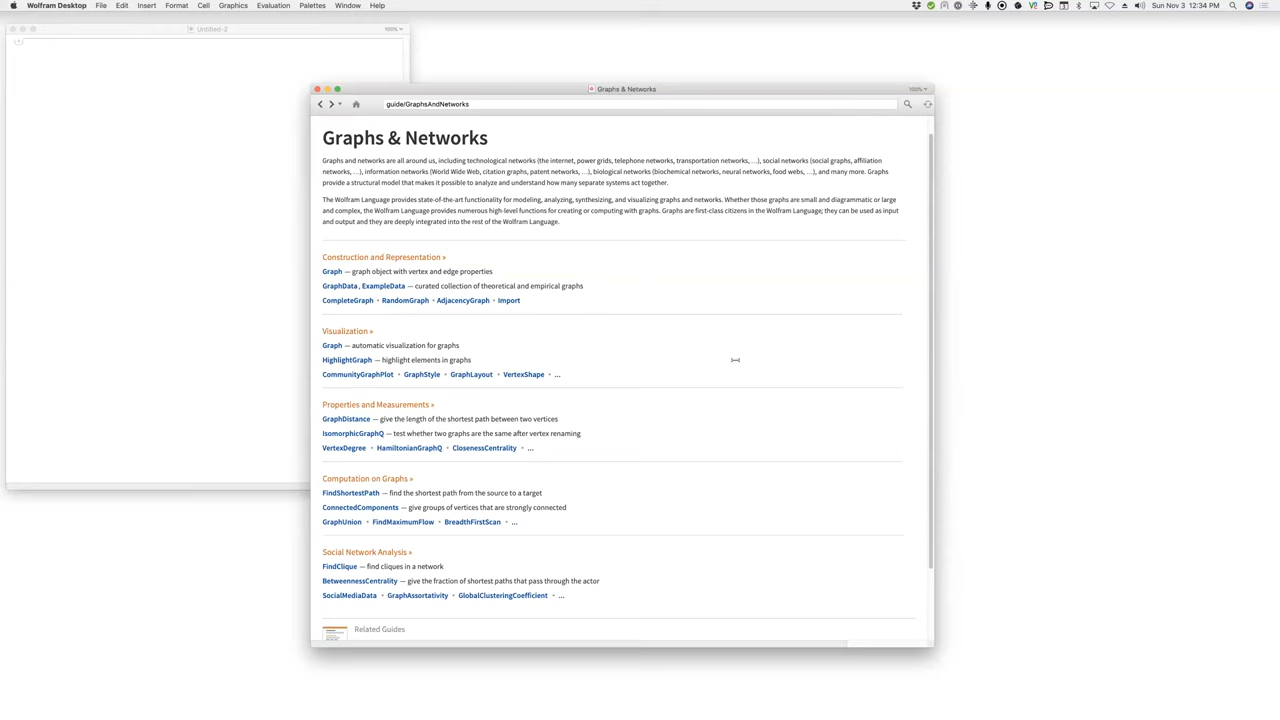 Wolfram Desktop File Edit Insert Format Cell Graphics Evaluation Palettes Window Help
Sun Nov 3 12:34 PM
Untitled-2
100%
Graphs & Networks
100%
guide/GraphsAndNetworks
Graphs & Networks
Graphs and networks are all around us, including technological networks (the internet, power grids, telephone networks, transportation networks, …), social networks (social graphs, affiliation
networks, …), information networks (World Wide Web, citation graphs, patent networks, …), biological networks (biochemical networks, neural networks, food webs, …), and many more. Graphs
provide a structural model that makes it possible to analyze and understand how many separate systems act together.
The Wolfram Language provides state-of-the-art functionality for modeling, analyzing, synthesizing, and visualizing graphs and networks. Whether those graphs are small and diagrammatic or large
and complex, the Wolfram Language provides numerous high-level functions for creating or computing with graphs. Graphs are first-class citizens in the Wolfram Language; they can be used as input
and output and they are deeply integrated into the rest of the Wolfram Language.
Construction and Representation »
Graph — graph object with vertex and edge properties
GraphData, ExampleData — curated collection of theoretical and empirical graphs
CompleteGraph ▪ RandomGraph ▪ AdjacencyGraph ▪ Import
Visualization »
Graph — automatic visualization for graphs
HighlightGraph — highlight elements in graphs
CommunityGraphPlot ▪ GraphStyle ▪ GraphLayout ▪ VertexShape ▪ ...
Properties and Measurements »
GraphDistance — give the length of the shortest path between two vertices
IsomorphicGraphQ — test whether two graphs are the same after vertex renaming
VertexDegree ▪ HamiltonianGraphQ ▪ ClosenessCentrality ▪ ...
Computation on Graphs »
FindShortestPath — find the shortest path from the source to a target
ConnectedComponents — give groups of vertices that are strongly connected
GraphUnion ▪ FindMaximumFlow ▪ BreadthFirstScan ▪ ...
Social Network Analysis »
FindClique — find cliques in a network
BetweennessCentrality — give the fraction of shortest paths that pass through the actor
SocialMediaData ▪ GraphAssortativity ▪ GlobalClusteringCoefficient ▪ ...
Related Guides